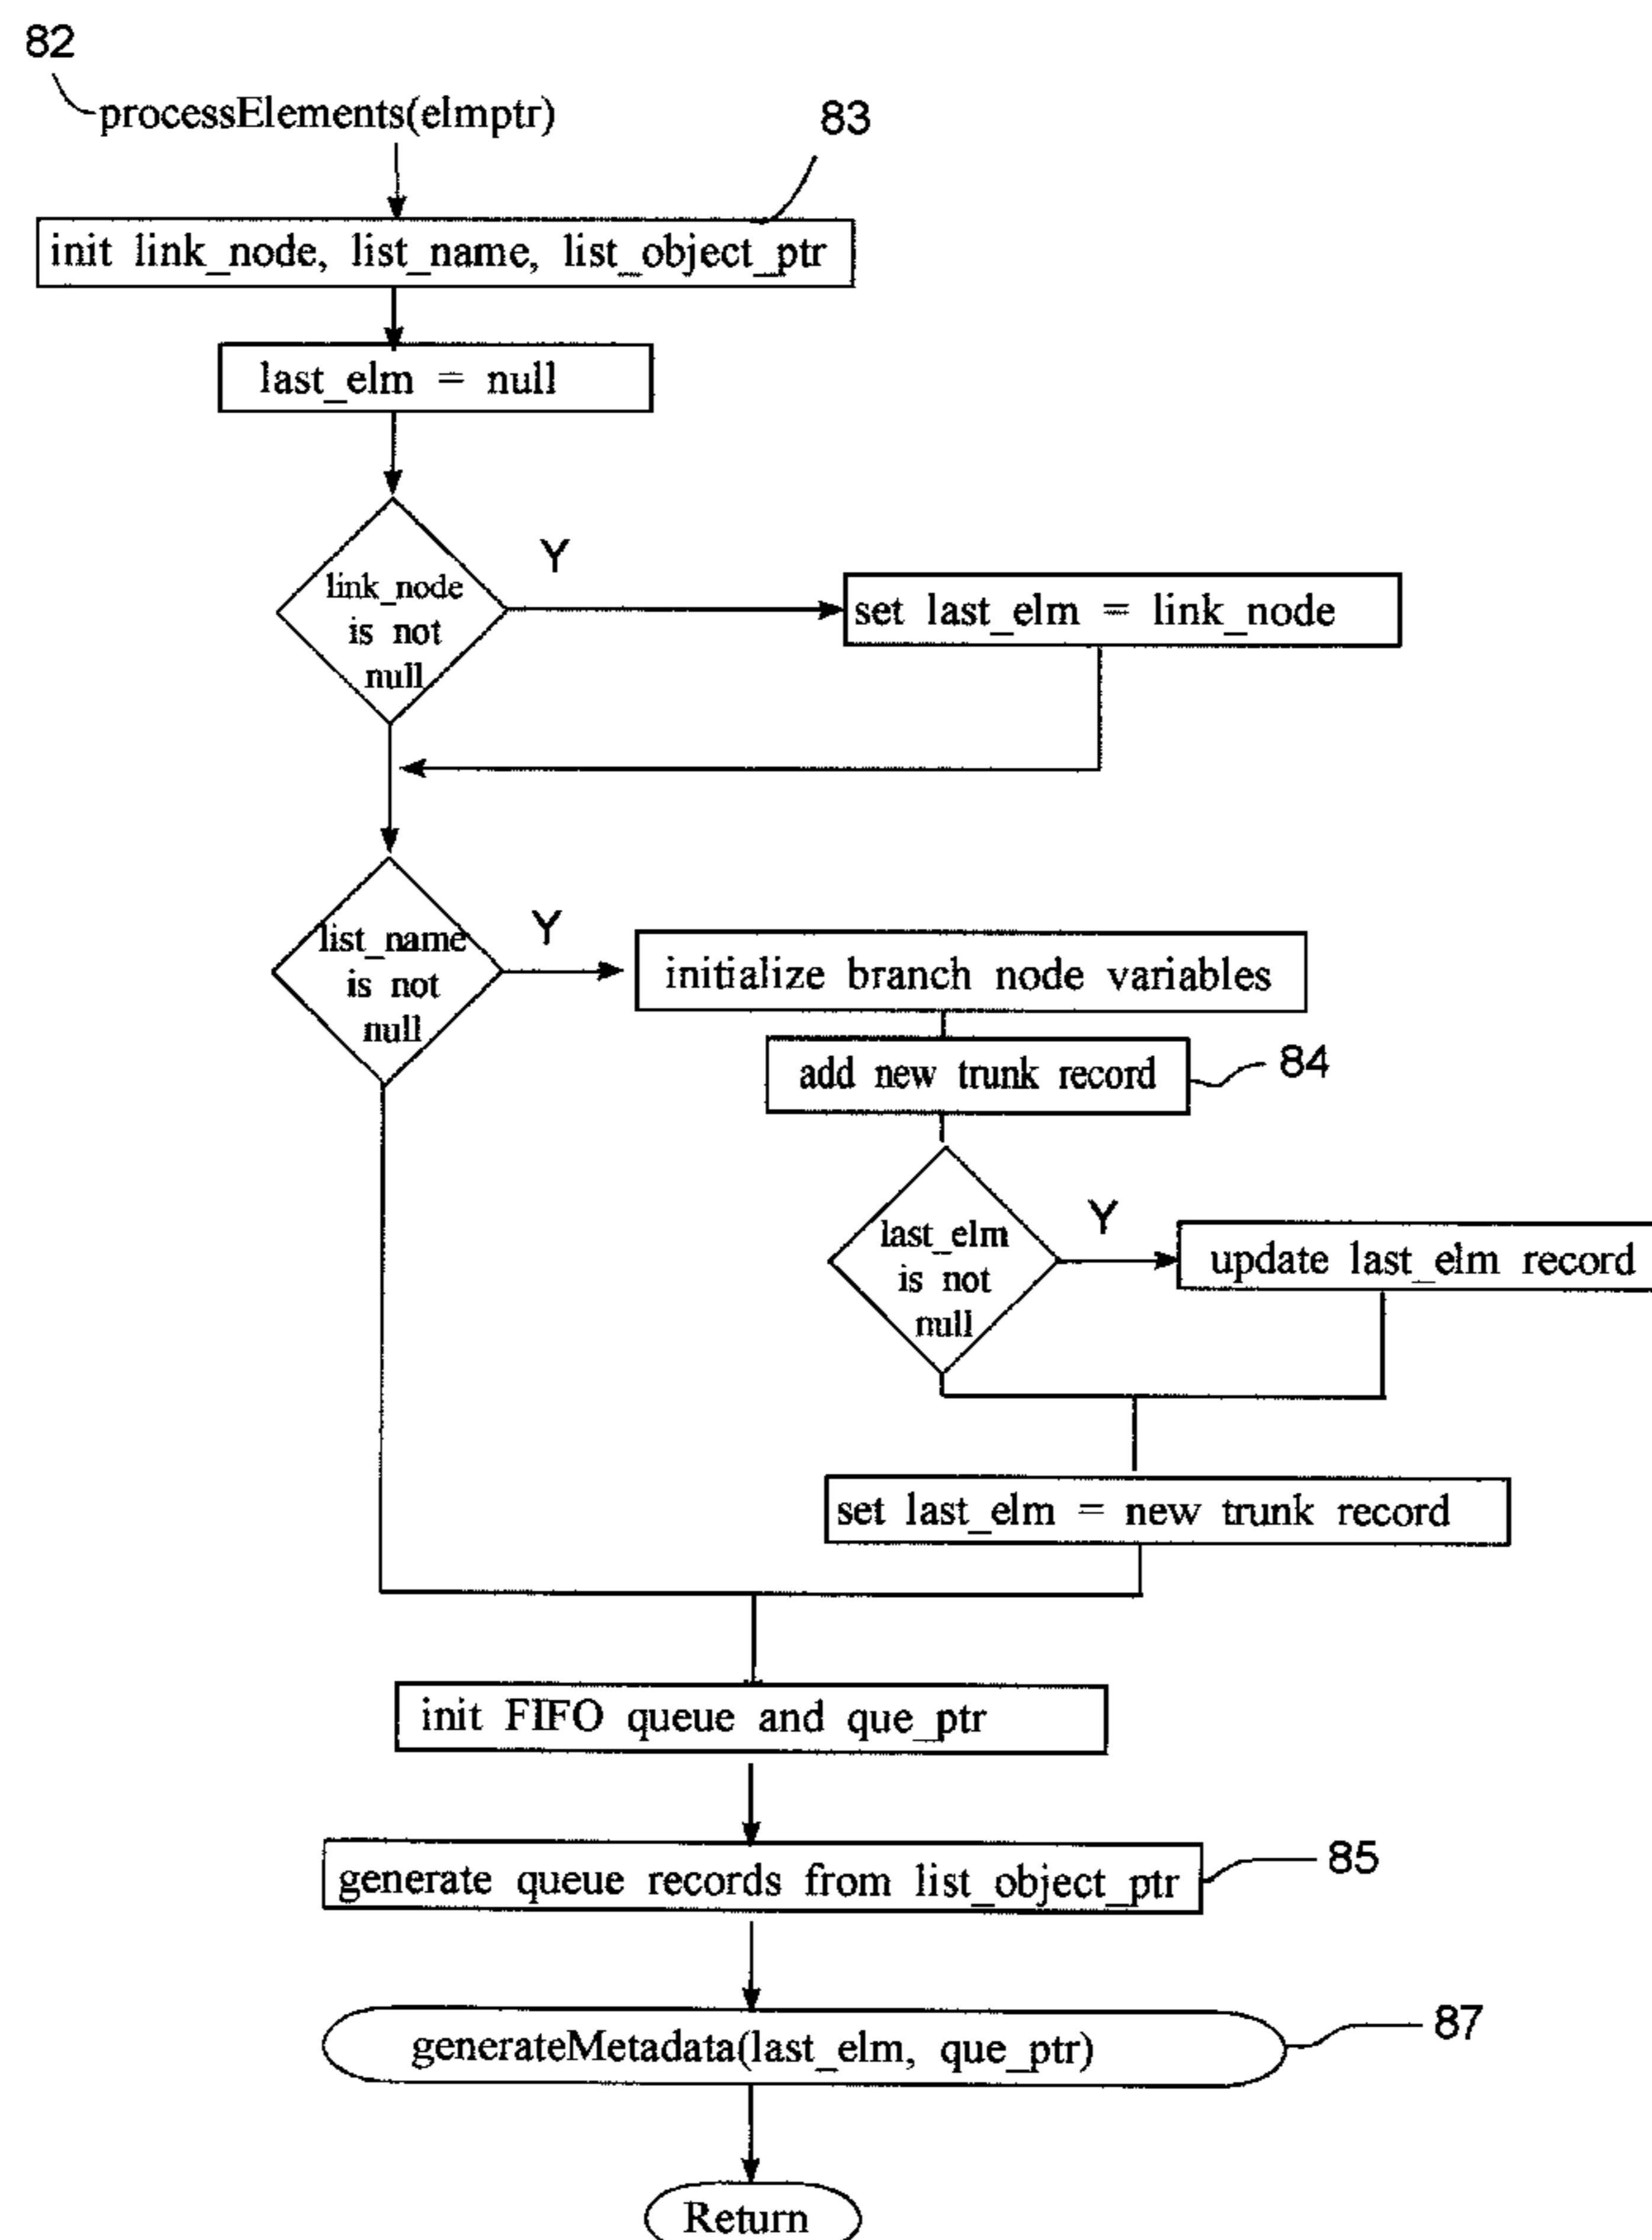 82
processElements(elmptr)
83
init link_node, list_name, list_object_ptr
last_elm = null
link_node
is not
null
Y
set last_elm = link_node
list_name
is not
null
Y
initialize branch node variables
add new trunk record
84
last_elm
is not
null
Y
update last_elm record
set last_elm = new trunk record
init FIFO queue and que_ptr
generate queue records from list_object_ptr
85
generateMetadata(last_elm, que_ptr)
87
Return